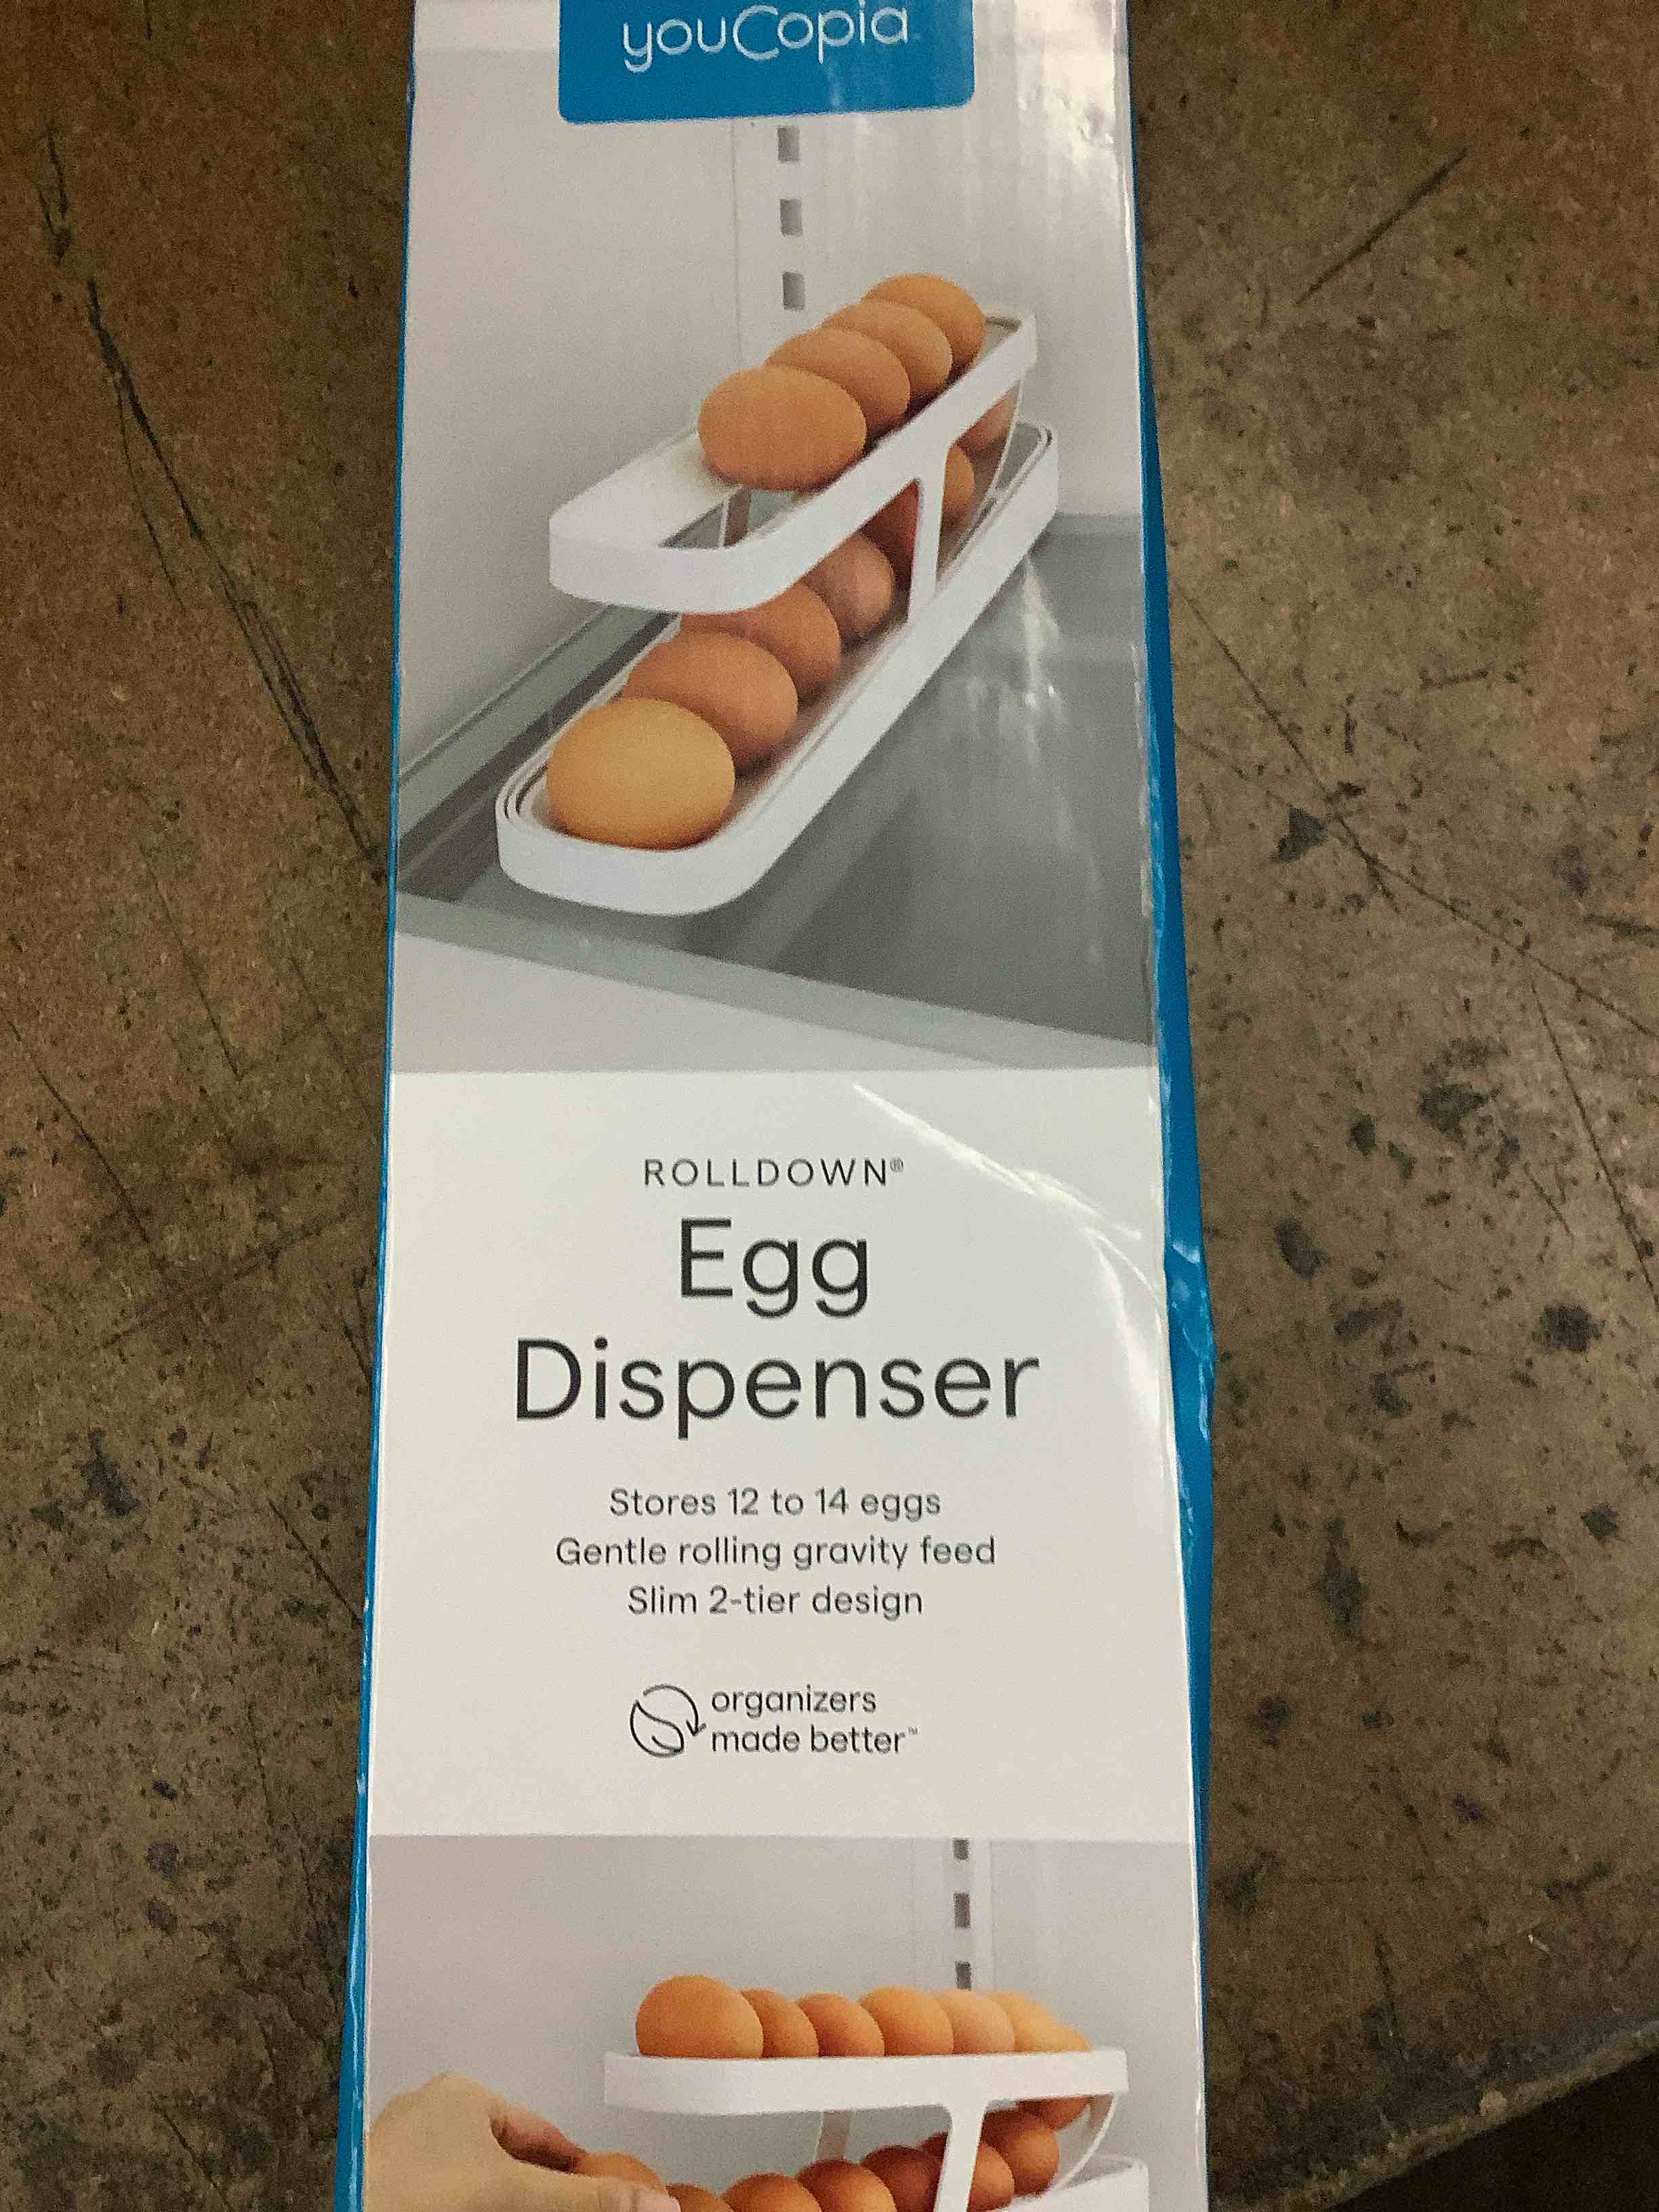 youCopia
ROLLDOWN®
Egg
Dispenser
Stores 12 to 14 eggs
Gentle rolling gravity feed
Slim 2-tier design
organizers
made better™